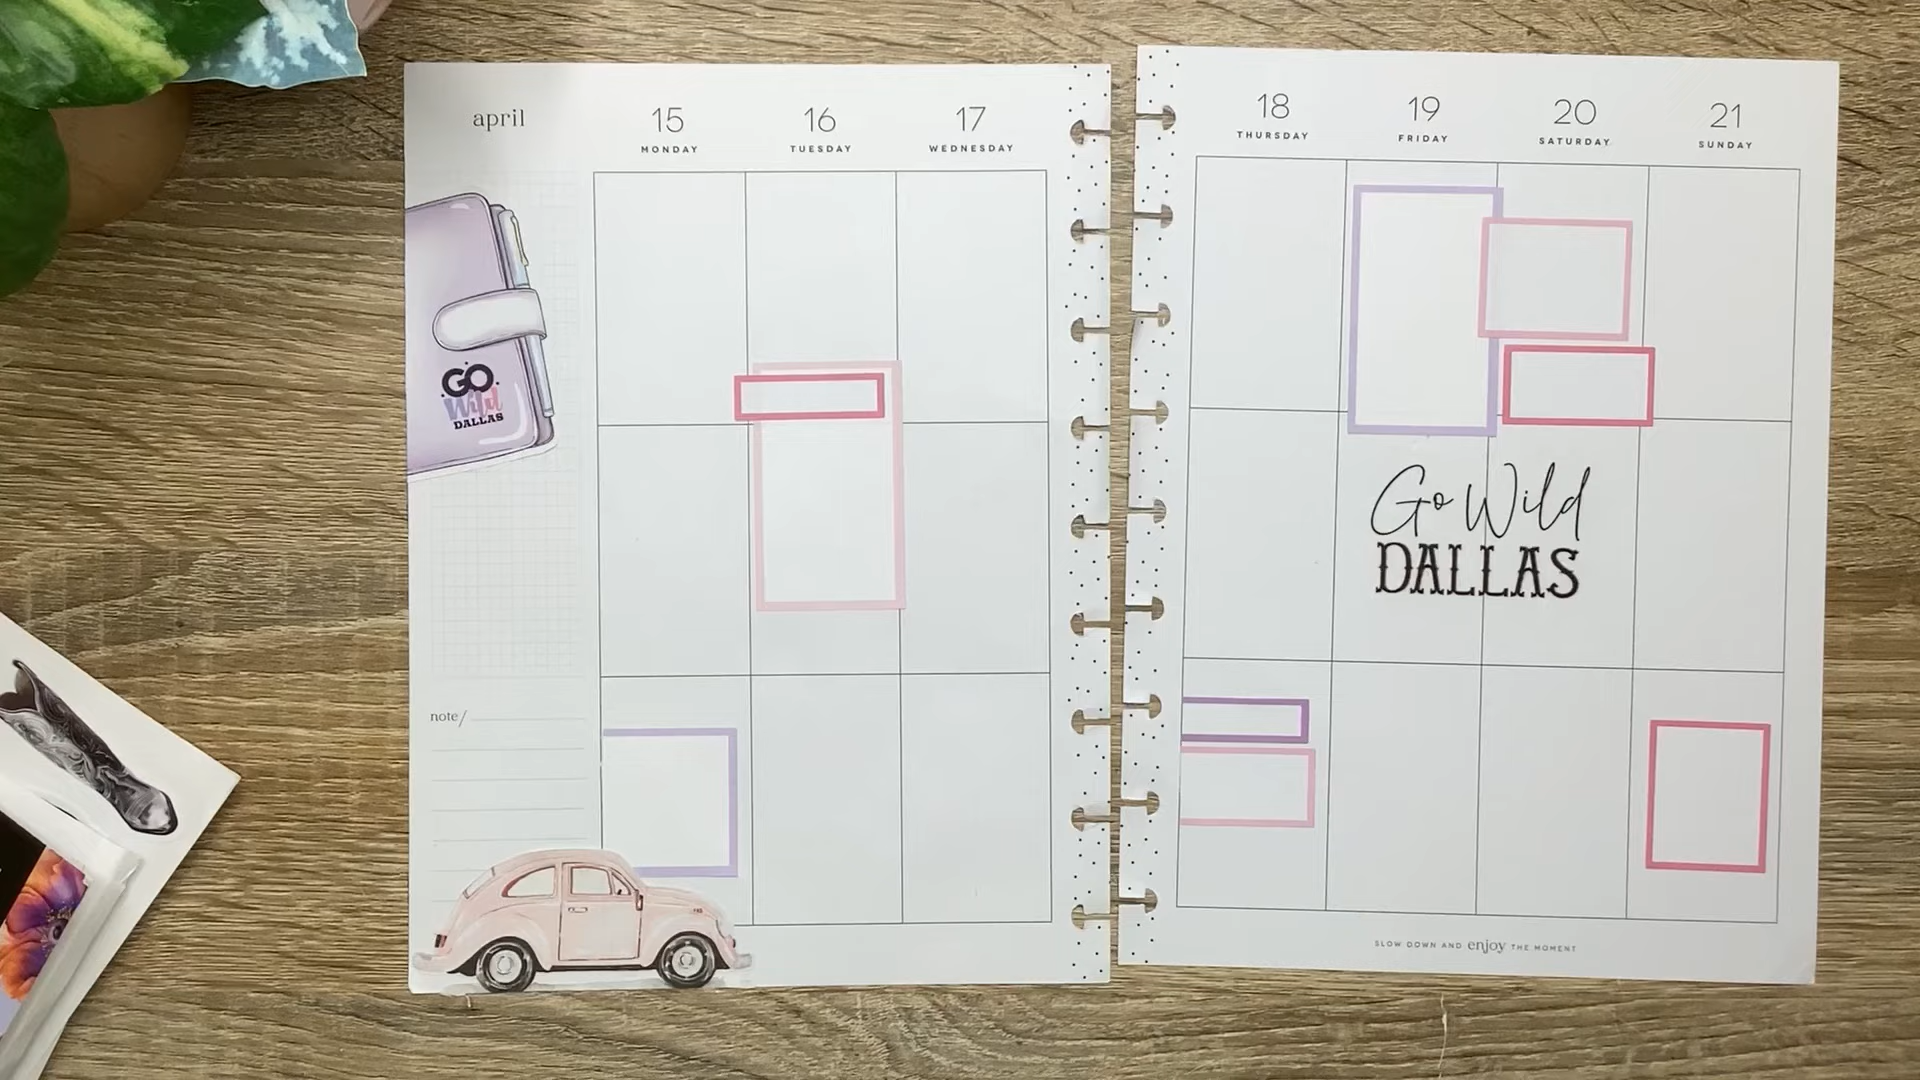 april
15
MONDAY
16
TUESDAY
17
WEDNESDAY
18
THURSDAY
19
FRIDAY
20
SATURDAY
21
SUNDAY
GO
Wild
DALLAS
Go Wild
DALLAS
note/
SLOW DOWN AND enjoy THE MOMENT